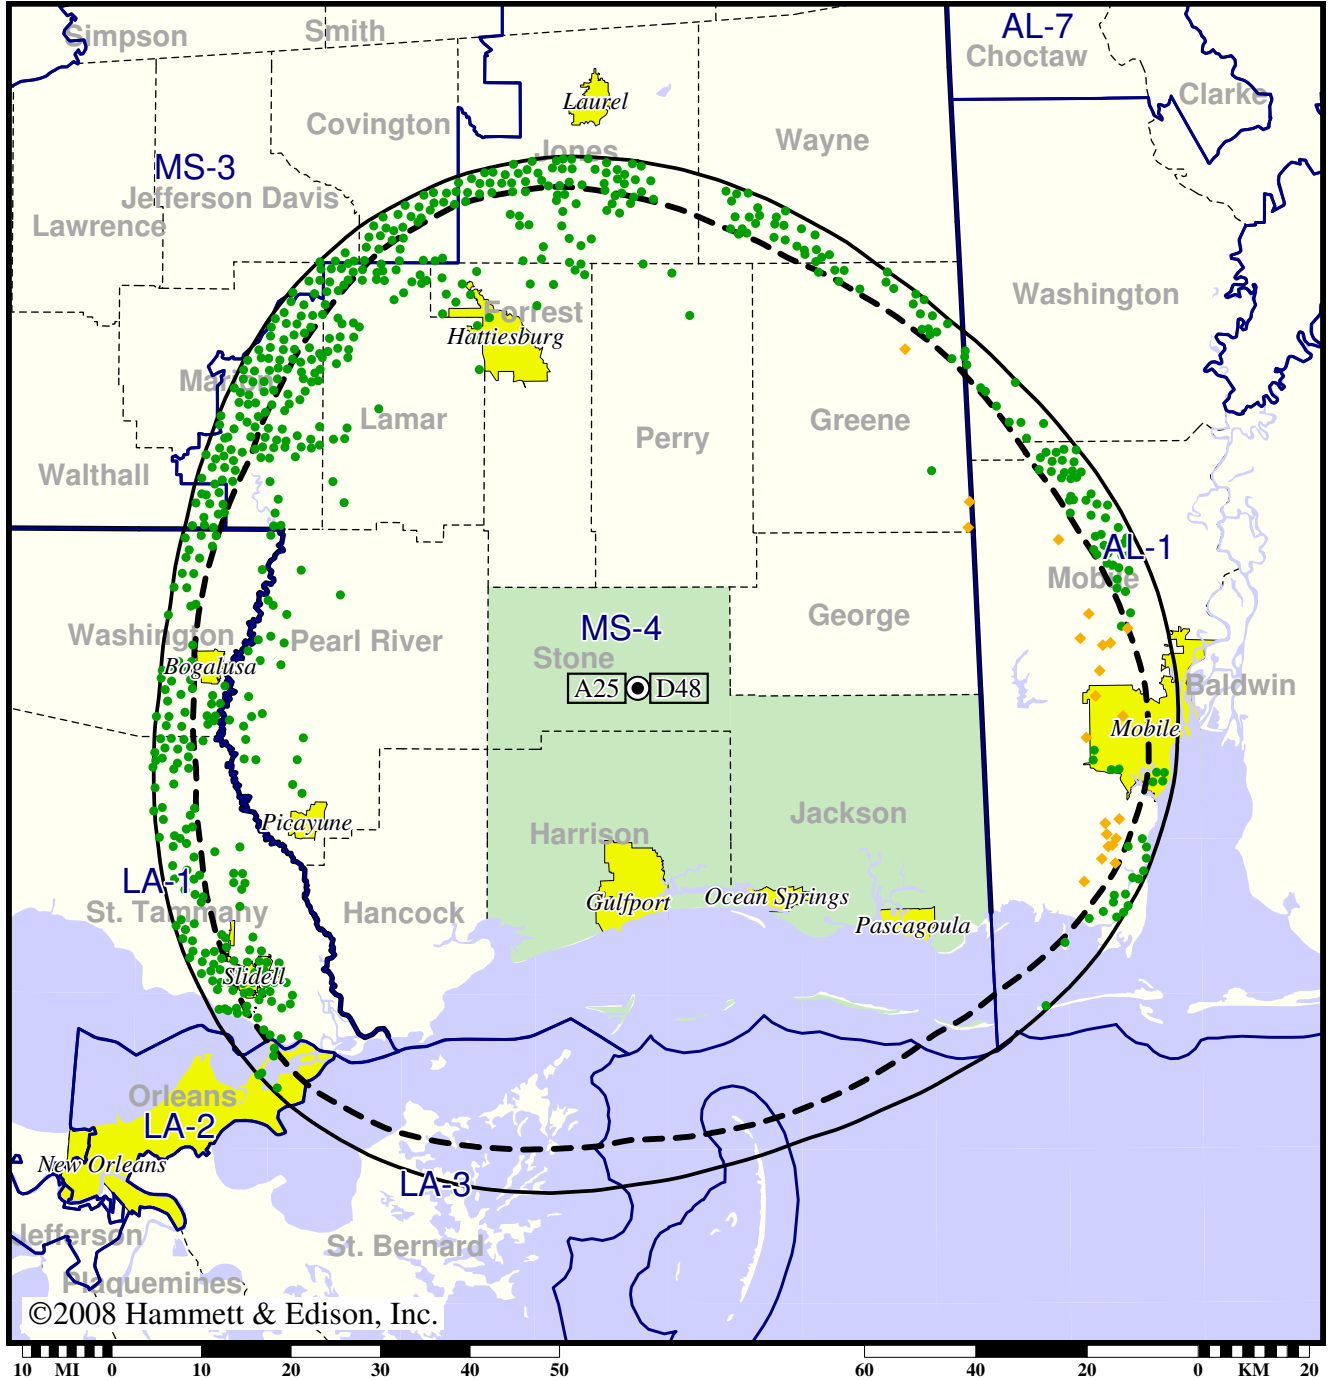 Simpson
Smith
AL-7
Choctaw
Clarke
Laurel
Covington
Jones
Wayne
MS-3
Jefferson Davis
Lawrence
Washington
Forrest
Hattiesburg
Marion
Lamar
Greene
Perry
Walthall
AL-1
Mobile
George
MS-4
Washington
Pearl River
Stone
Bogalusa
A25
D48
Baldwin
Mobile
Jackson
Picayune
Harrison
LA-1
St. Tammany
Hancock
Gulfport
Ocean Springs
Pascagoula
Slidell
Orleans
LA-2
New Orleans
LA-3
Jefferson
St. Bernard
Plaquemines
©2008 Hammett & Edison, Inc.
10 MI 0 10 20 30 40 50 60 40 20 0 KM 20